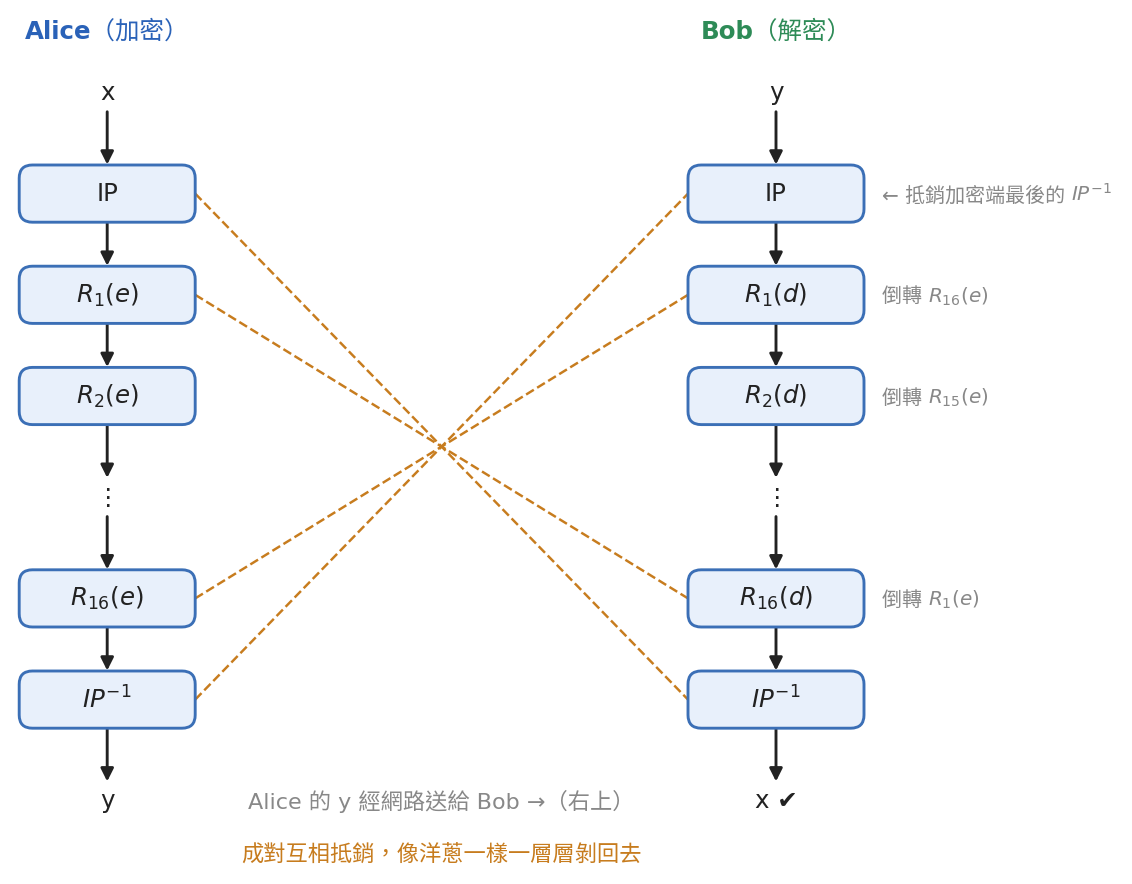 Alice（加密）
Bob（解密）
x
y
IP
IP
← 抵銷加密端最後的 IP⁻¹
R₁(e)
R₁(d)
倒轉 R₁₆(e)
R₂(e)
R₂(d)
倒轉 R₁₅(e)
⋮
⋮
R₁₆(e)
R₁₆(d)
倒轉 R₁(e)
IP⁻¹
IP⁻¹
y
Alice 的 y 經網路送給 Bob →（右上）
x ✔
成對互相抵銷，像洋蔥一樣一層層剝回去